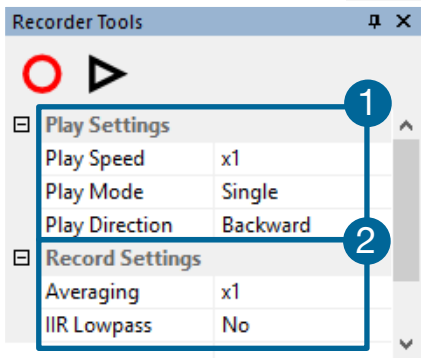 Recorder Tools
1
Play Settings
Play Speed x1
Play Mode Single
Play Direction Backward
2
Record Settings
Averaging x1
IIR Lowpass No